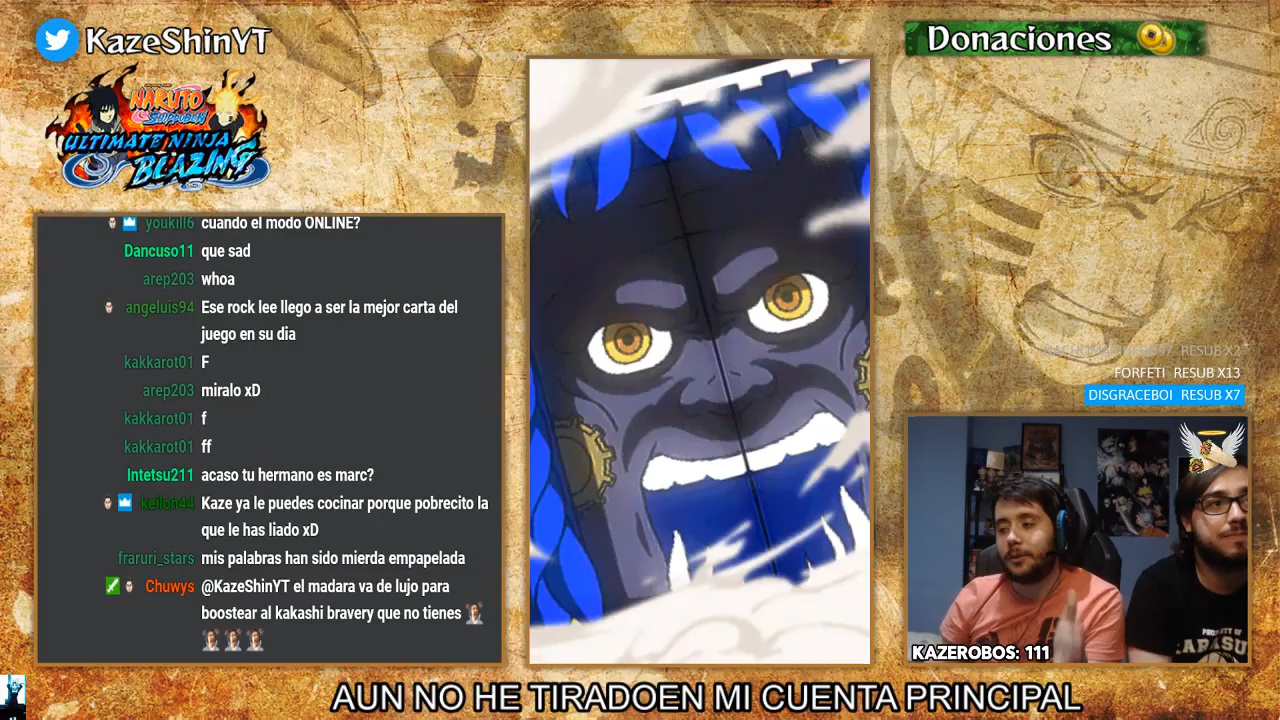 KazeShinYT
Donaciones
NARUTO
SHIPPUDEN
ULTIMATE NINJA
BLAZING
youkill6 cuando el modo ONLINE?
Dancuso11 que sad
arep203 whoa
angeluis94 Ese rock lee llego a ser la mejor carta del
juego en su dia
kakkarot01 F
arep203 miralo xD
kakkarot01 f
kakkarot01 ff
Intetsu211 acaso tu hermano es marc?
keilon44 Kaze ya le puedes cocinar porque pobrecito la
que le has liado xD
fraruri_stars mis palabras han sido mierda empapelada
Chuwys @KazeShinYT el madara va de lujo para
boostear al kakashi bravery que no tienes
RESUB X2
FORFETI RESUB X13
DISGRACEBOI RESUB X7
PROPERTY OF
KARASU
KAZEROBOS: 111
AUN NO HE TIRADOEN MI CUENTA PRINCIPAL